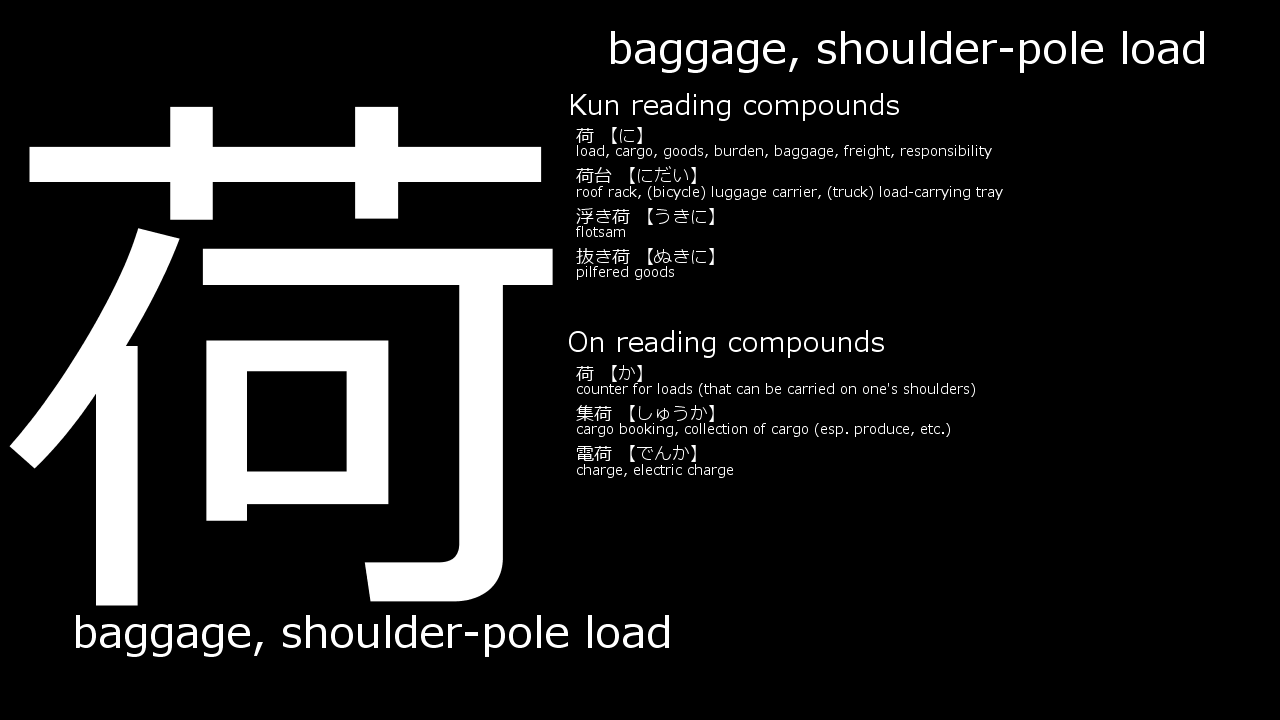 荷
baggage, shoulder-pole load
baggage, shoulder-pole load
Kun reading compounds
荷 【に】
load, cargo, goods, burden, baggage, freight, responsibility
荷台 【にだい】
roof rack, (bicycle) luggage carrier, (truck) load-carrying tray
浮き荷 【うきに】
flotsam
抜き荷 【ぬきに】
pilfered goods
On reading compounds
荷 【か】
counter for loads (that can be carried on one's shoulders)
集荷 【しゅうか】
cargo booking, collection of cargo (esp. produce, etc.)
電荷 【でんか】
charge, electric charge